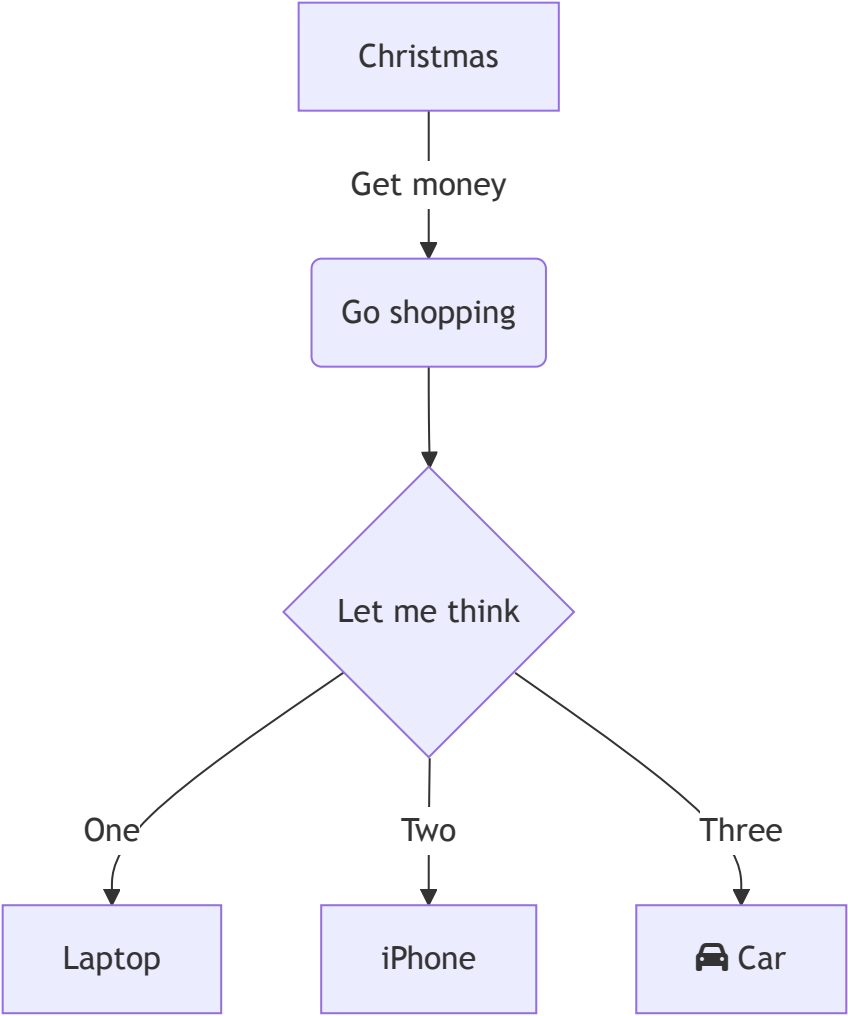 Christmas
Get money
Go shopping
Let me think
One
Two
Three
Laptop
iPhone
Car